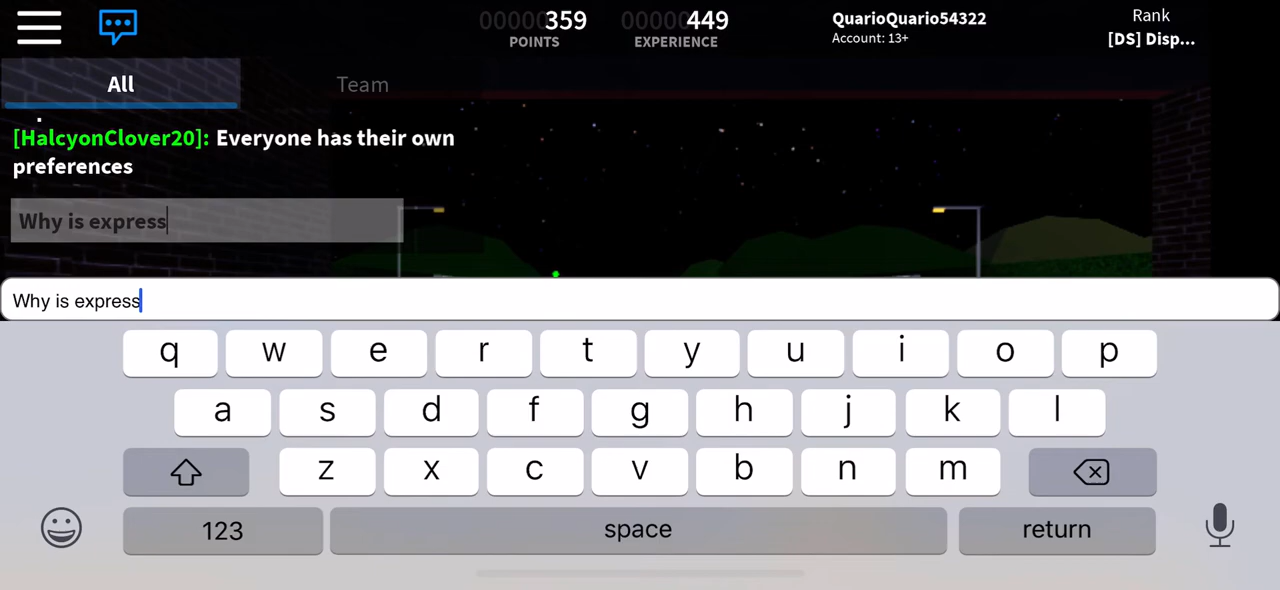 00000359
POINTS
00000449
EXPERIENCE
QuarioQuario54322
Account: 13+
Rank
[DS] Disp...
All
Team
[HalcyonClover20]: Everyone has their own
preferences
Why is express
Why is express
q w e r t y u i o p
a s d f g h j k l
z x c v b n m
123 space return